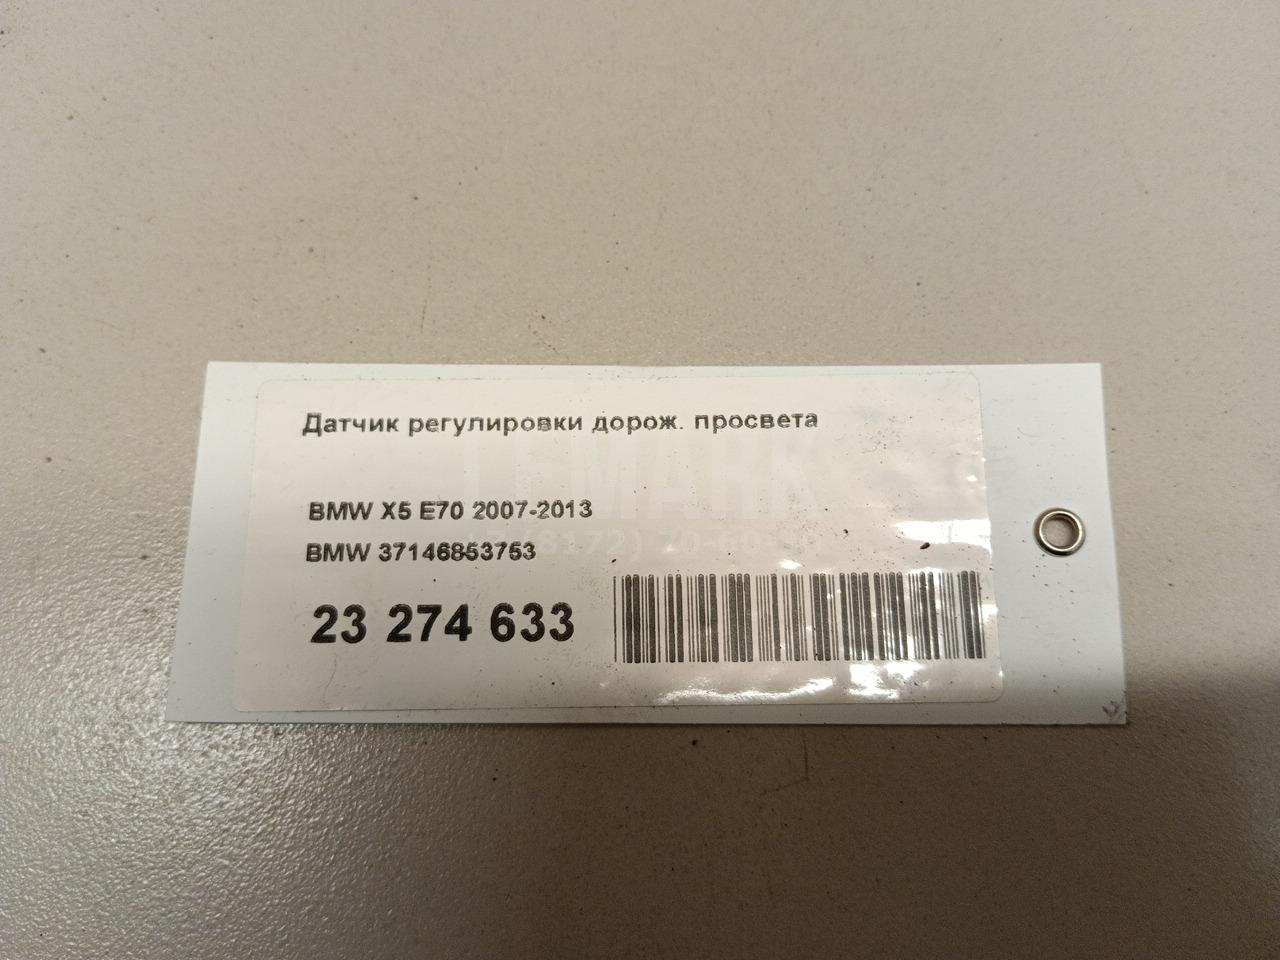 Датчик регулировки дорож. просвета
BMW X5 E70 2007-2013
BMW 37146853753
23 274 633